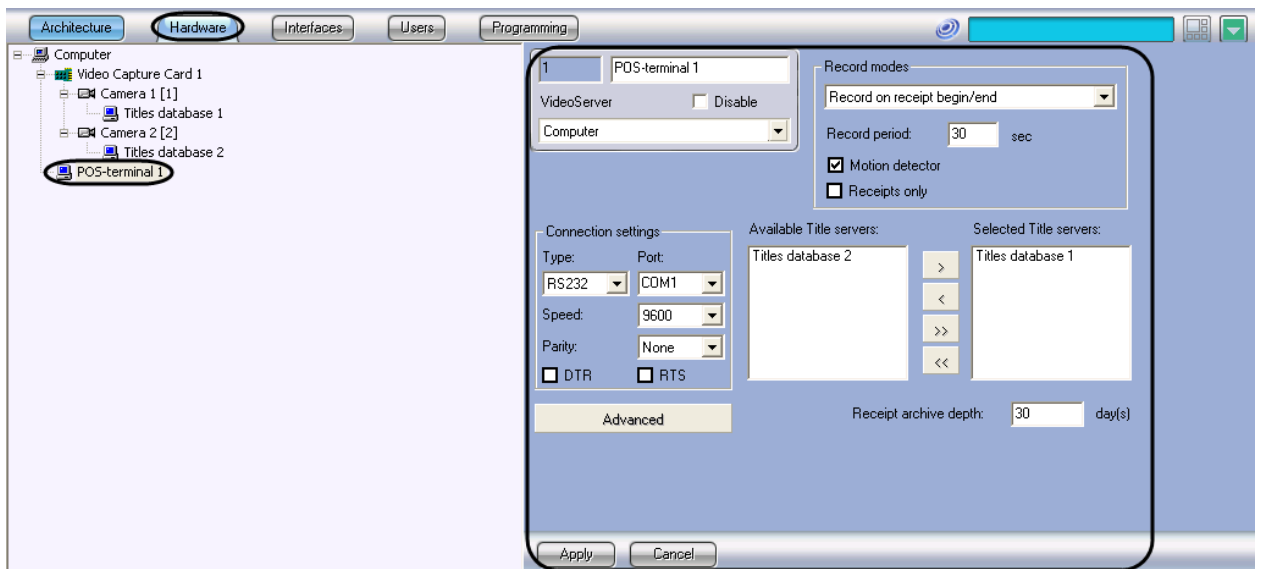 Architecture Hardware Interfaces Users Programming
Computer
Video Capture Card 1
Camera 1 [1]
Titles database 1
Camera 2 [2]
Titles database 2
POS-terminal 1
1 POS-terminal 1
VideoServer Disable
Computer
Record modes
Record on receipt begin/end
Record period: 30 sec
Motion detector
Receipts only
Connection settings
Type: Port:
RS232 COM1
Speed: 9600
Parity: None
DTR RTS
Advanced
Available Title servers: Selected Title servers:
Titles database 2 Titles database 1
>
<
>>
<<
Receipt archive depth: 30 day(s)
Apply Cancel